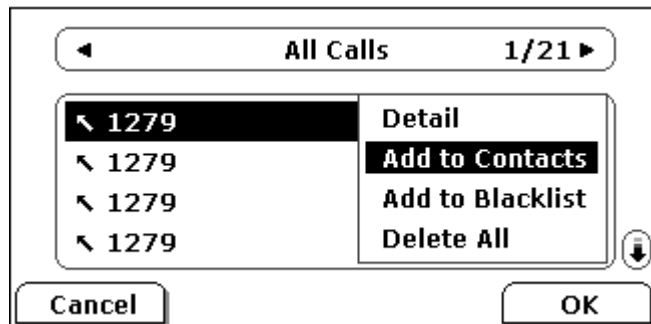 All Calls 1/21
1279 Detail
1279 Add to Contacts
1279 Add to Blacklist
1279 Delete All
Cancel OK